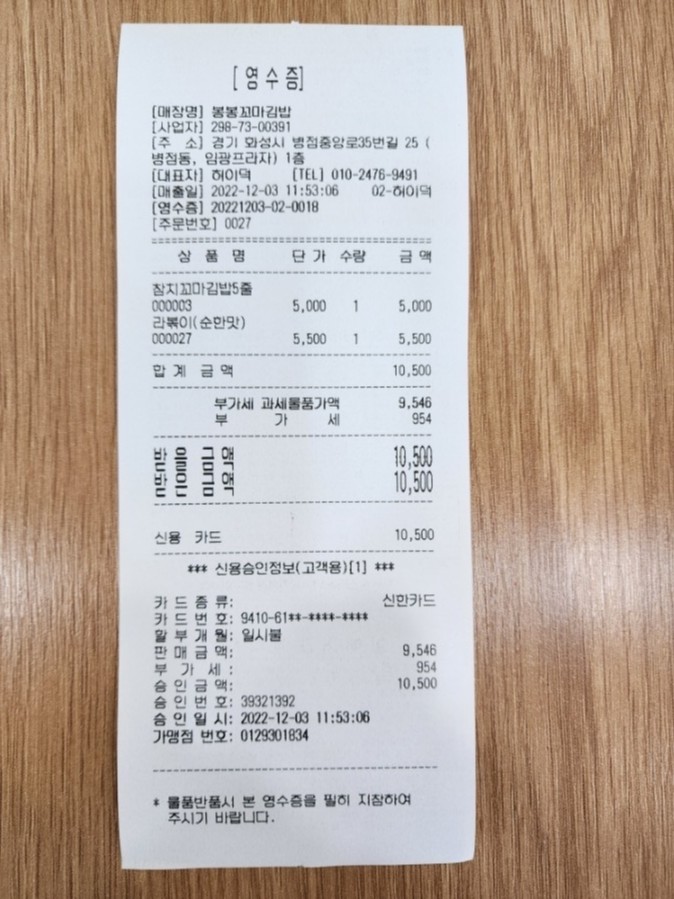 [영수증]
[매장명] 봉봉꼬마김밥
[사업자] 298-73-00391
[주 소] 경기 화성시 병점중앙로35번길 25 (
병점동, 임광프라자) 1층
[대표자] 허이덕 [TEL] 010-2476-9491
[매출일] 2022-12-03 11:53:06 02-허이덕
[영수증] 20221203-02-0018
[주문번호] 0027
상 품 명 단 가 수량 금 액
참치꼬마김밥5줄
000003 5,000 1 5,000
라볶이(순한맛)
000027 5,500 1 5,500
합 계 금 액 10,500
부가세 과세물품가액 9,546
부 가 세 954
받 을 금 액 10,500
받 은 금 액 10,500
신용 카드 10,500
*** 신용승인정보(고객용)[1] ***
카 드 종 류: 신한카드
카 드 번 호: 9410-61**-****-****
할 부 개 월: 일시불
판 매 금 액: 9,546
부 가 세 : 954
승 인 금 액: 10,500
승 인 번 호: 39321392
승 인 일 시: 2022-12-03 11:53:06
가맹점 번호: 0129301834
* 물품반품시 본 영수증을 필히 지참하여
주시기 바랍니다.